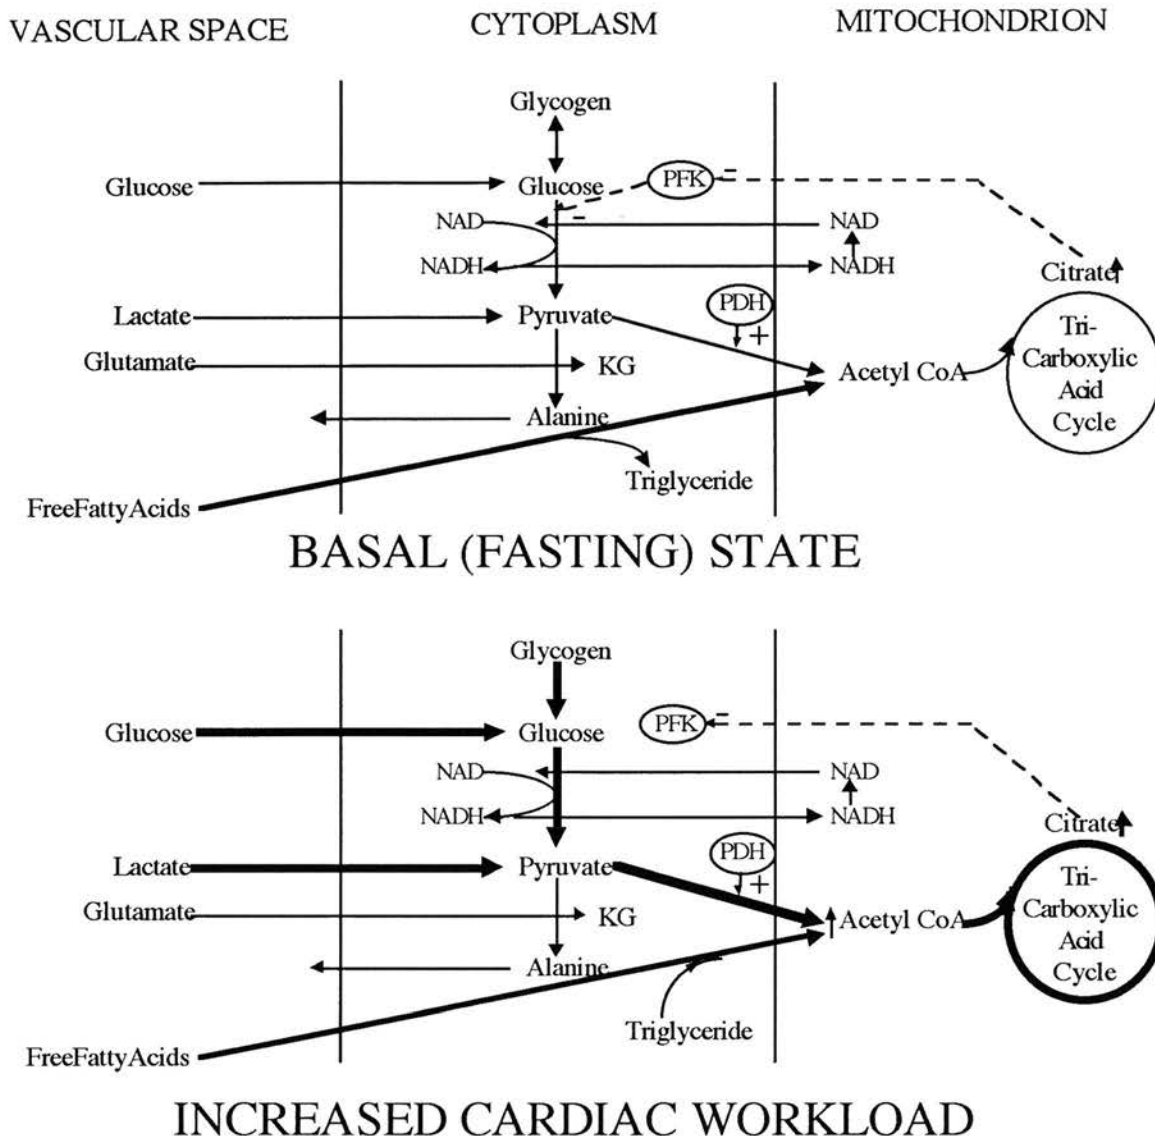 VASCULAR SPACE CYTOPLASM MITOCHONDRION
Glycogen
Glucose Glucose PFK -
NAD - NAD
NADH NADH
Citrate
Lactate Pyruvate PDH +
Glutamate KG
Acetyl CoA
Tri-
Carboxylic
Acid
Cycle
Alanine
Triglyceride
FreeFattyAcids
BASAL (FASTING) STATE
Glycogen
Glucose Glucose PFK -
NAD NAD
NADH NADH
Citrate
Lactate Pyruvate PDH +
Glutamate KG
Acetyl CoA
Tri-
Carboxylic
Acid
Cycle
Alanine
Triglyceride
FreeFattyAcids
INCREASED CARDIAC WORKLOAD